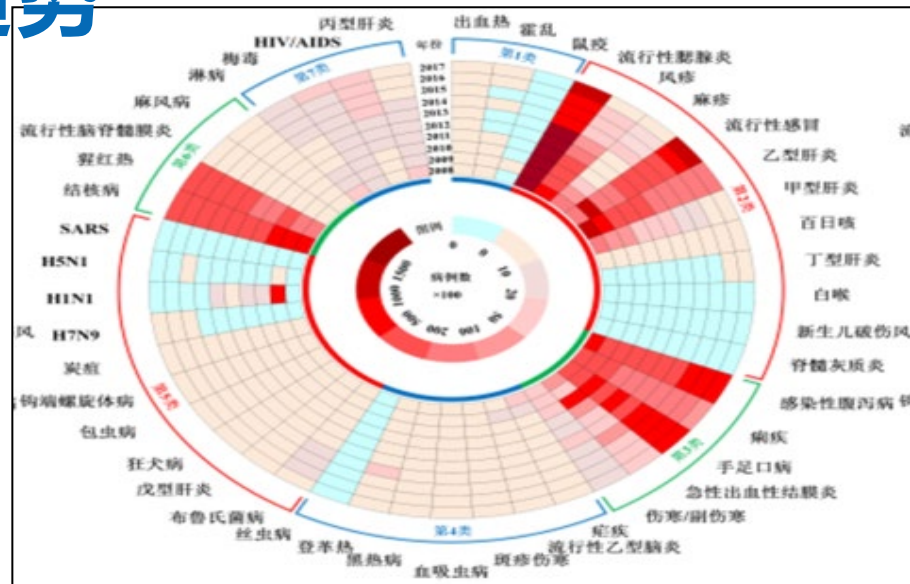 势
丙型肝炎
出血热
霍乱
鼠疫
流行性腮腺炎
风疹
麻疹
流行性感冒
乙型肝炎
甲型肝炎
百日咳
丁型肝炎
白喉
新生儿破伤风
脊髓灰质炎
感染性腹泻病
痢疾
手足口病
急性出血性结膜炎
伤寒/副伤寒
疟疾
流行性乙型脑炎
斑疹伤寒
血吸虫病
黑热病
登革热
丝虫病
布鲁氏菌病
戊型肝炎
狂犬病
包虫病
钩端螺旋体病
炭疽
风
H7N9
H1N1
H5N1
SARS
结核病
猩红热
流行性脑脊髓膜炎
麻风病
淋病
梅毒
HIV/AIDS
年份
2017
2016
2015
2014
2013
2012
2011
2010
2009
2008
第1类
第2类
第3类
第4类
第5类
第6类
第7类
图例
0
0
10
20
50
100
200
500
1000
1500
病例数
×100